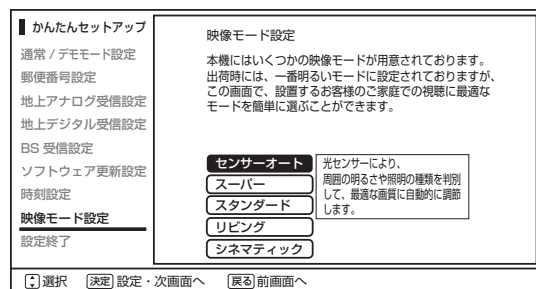 かんたんセットアップ
通常 / デモモード設定
郵便番号設定
地上アナログ受信設定
地上デジタル受信設定
BS 受信設定
ソフトウェア更新設定
時刻設定
映像モード設定
設定終了
映像モード設定
本機にはいくつかの映像モードが用意されております。
出荷時には、一番明るいモードに設定されてますが、
この画面で、設置するお客様のご家庭での視聴に最適な
モードを簡単に選ぶことができます。
センサーオート
スーパー
スタンダード
リビング
シネマティック
光センサーにより、
周囲の明るさや照明の種類を判別
して、最適な画質に自動的に調節
します。
選択 決定 設定・次画面へ 戻る 前画面へ